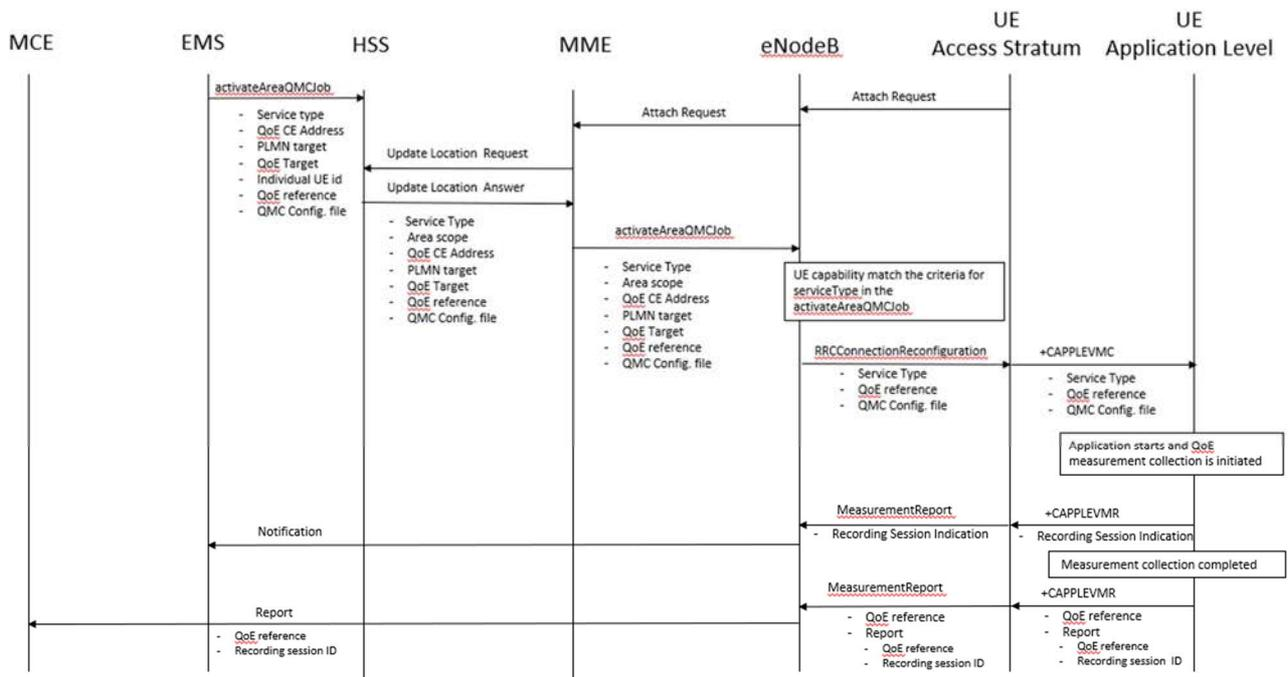 MCE
EMS
HSS
MME
eNodeB
UE
Access Stratum
UE
Application Level
activateAreaQMCJob
- Service type
- QoE CE Address
- PLMN target
- QoE Target
- Individual UE id
- QoE reference
- QMC Config. file
Attach Request
Attach Request
Update Location Request
Update Location Answer
- Service Type
- Area scope
- QoE CE Address
- PLMN target
- QoE Target
- QoE reference
- QMC Config. file
activateAreaQMCJob
- Service Type
- Area scope
- QoE CE Address
- PLMN target
- QoE Target
- QoE reference
- QMC Config. file
UE capability match the criteria for
serviceType in the
activateAreaQMCJob
RRCConnectionReconfiguration
- Service Type
- QoE reference
- QMC Config. file
+CAPPLEVMC
- Service Type
- QoE reference
- QMC Config. file
Application starts and QoE
measurement collection is initiated
+CAPPLEVMR
- Recording Session Indication
MeasurementReport
- Recording Session Indication
Notification
Measurement collection completed
+CAPPLEVMR
- QoE reference
- Report
- QoE reference
- Recording session ID
MeasurementReport
- QoE reference
- Report
- QoE reference
- Recording session ID
Report
- QoE reference
- Recording session ID